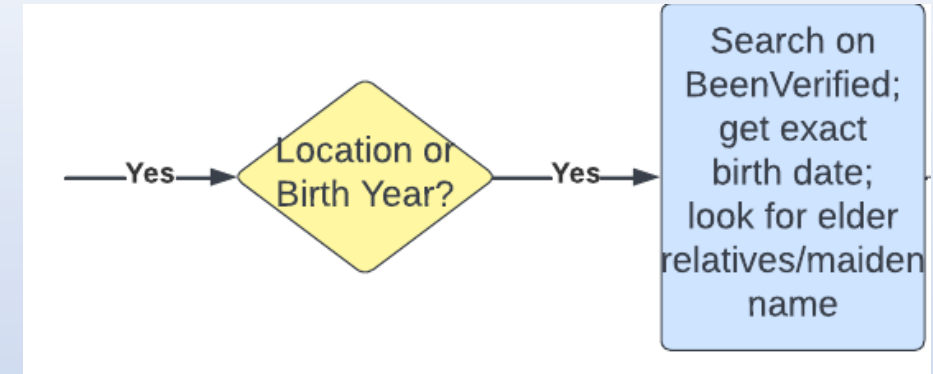 Yes
Location or
Birth Year?
Yes
Search on
BeenVerified;
get exact
birth date;
look for elder
relatives/maiden
name